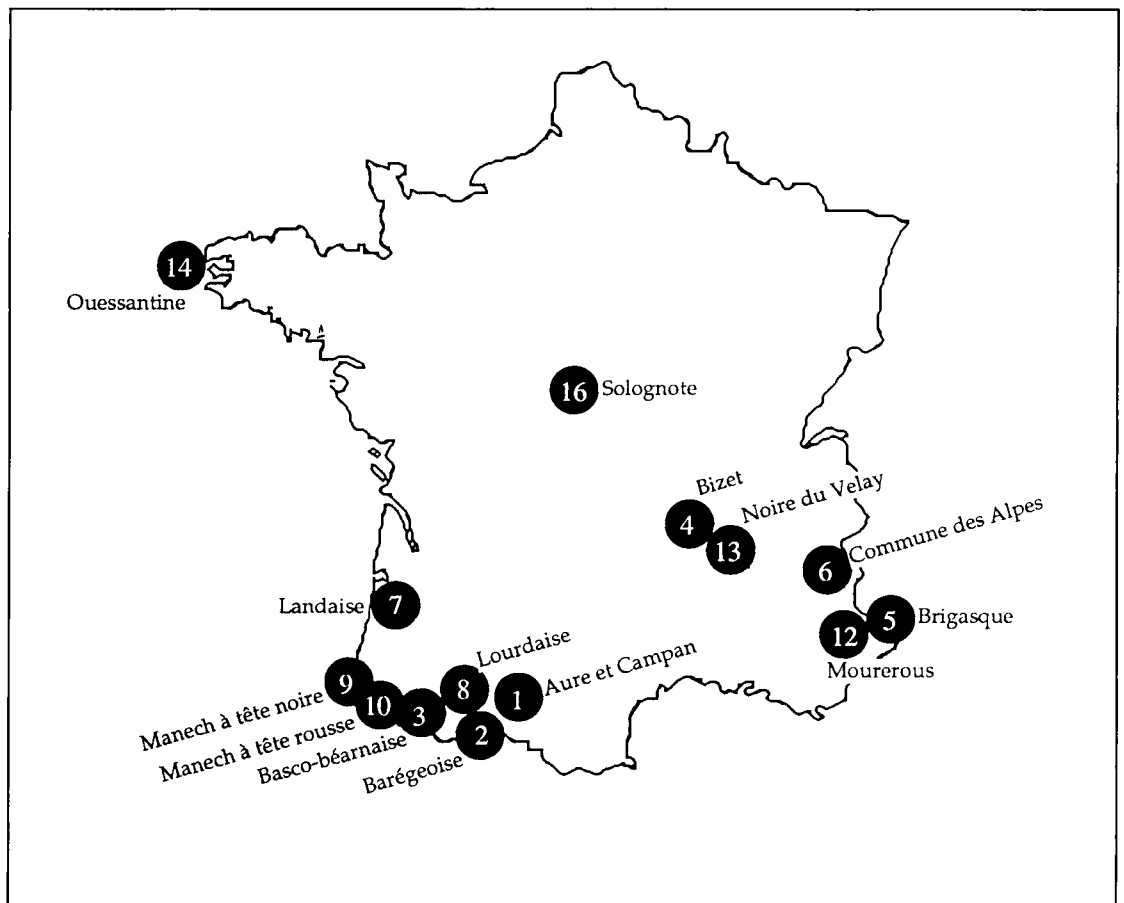 14
Ouessantine
16
Solognote
Bizet
4
Noire du Velay
13
Commune des Alpes
6
Landaise
7
5
Brigasque
12
Mourerous
Lourdaise
8
Aure et Campan
1
9
Manech à tête noire
10
Manech à tête rousse
3
Basco-béarnaise
2
Barégeoise